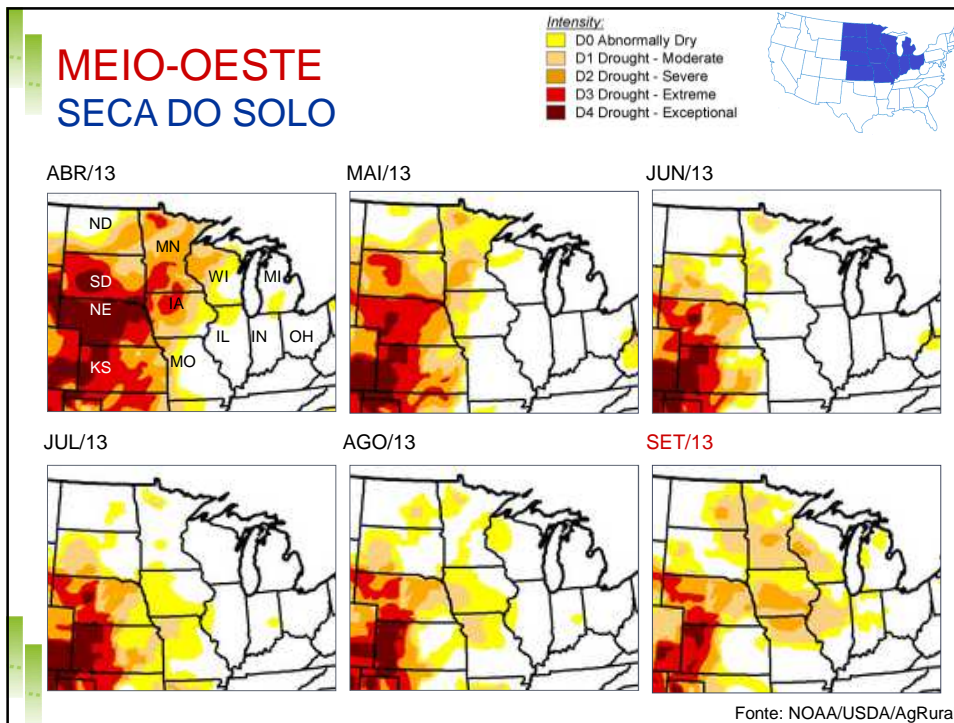 MEIO-OESTE
SECA DO SOLO
Intensity:
D0 Abnormally Dry
D1 Drought - Moderate
D2 Drought - Severe
D3 Drought - Extreme
D4 Drought - Exceptional
ABR/13
MAI/13
JUN/13
ND
MN
WI
MI
SD
IA
NE
IL
IN
OH
MO
KS
JUL/13
AGO/13
SET/13
Fonte: NOAA/USDA/AgRura